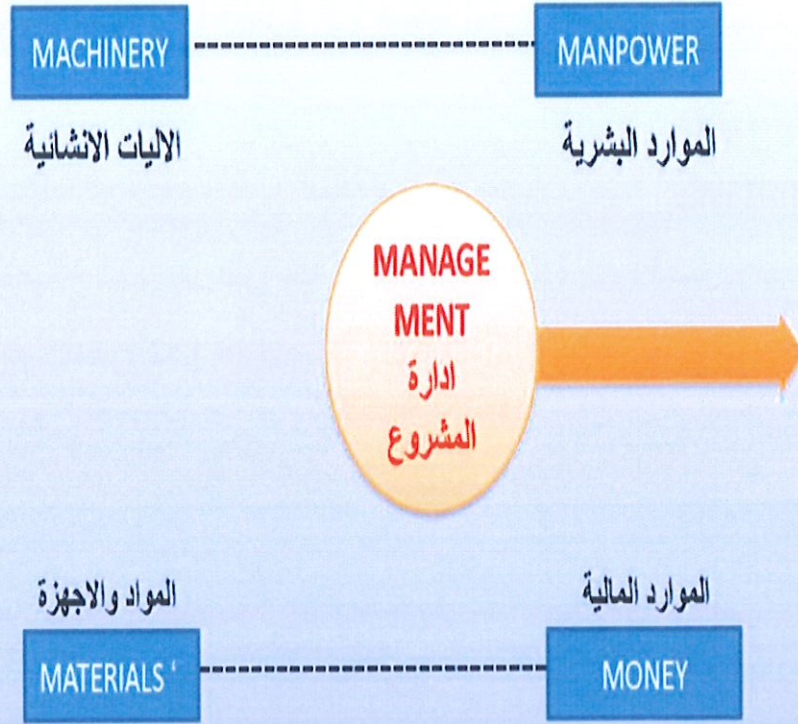 MACHINERY
MANPOWER
الاليات الانشائية
الموارد البشرية
MANAGE
MENT
ادارة
المشروع
المواد والاجهزة
الموارد المالية
MATERIALS ‘
MONEY